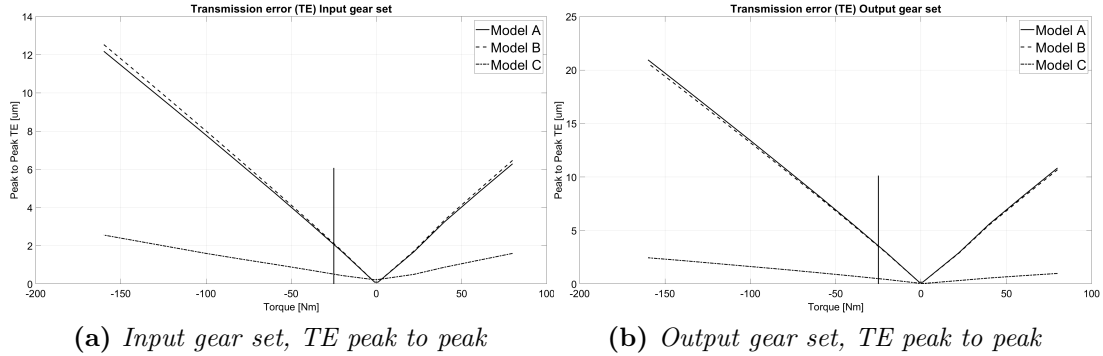 Transmission error (TE) Input gear set
14
12
10
8
6
4
2
0
Peak to Peak TE [um]
-200 -150 -100 -50 0 50 100
Torque [Nm]
Model A
Model B
Model C
(a) Input gear set, TE peak to peak
Transmission error (TE) Output gear set
25
20
15
10
5
0
Peak to Peak TE [um]
-200 -150 -100 -50 0 50 100
Torque [Nm]
Model A
Model B
Model C
(b) Output gear set, TE peak to peak